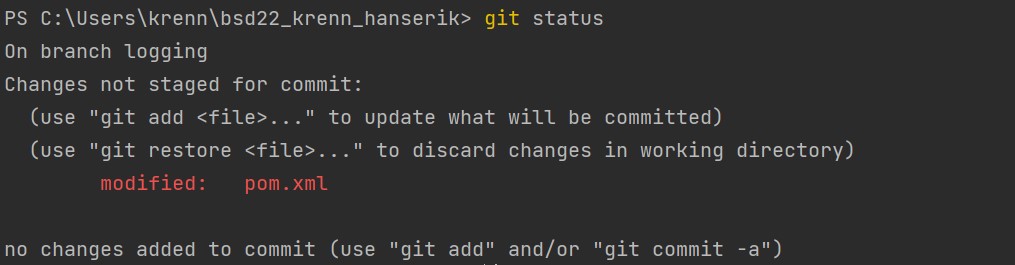 PS C:\Users\krenn\bsd22_krenn_hanserik> git status
On branch logging
Changes not staged for commit:
  (use "git add <file>..." to update what will be committed)
  (use "git restore <file>..." to discard changes in working directory)
        modified:   pom.xml

no changes added to commit (use "git add" and/or "git commit -a")